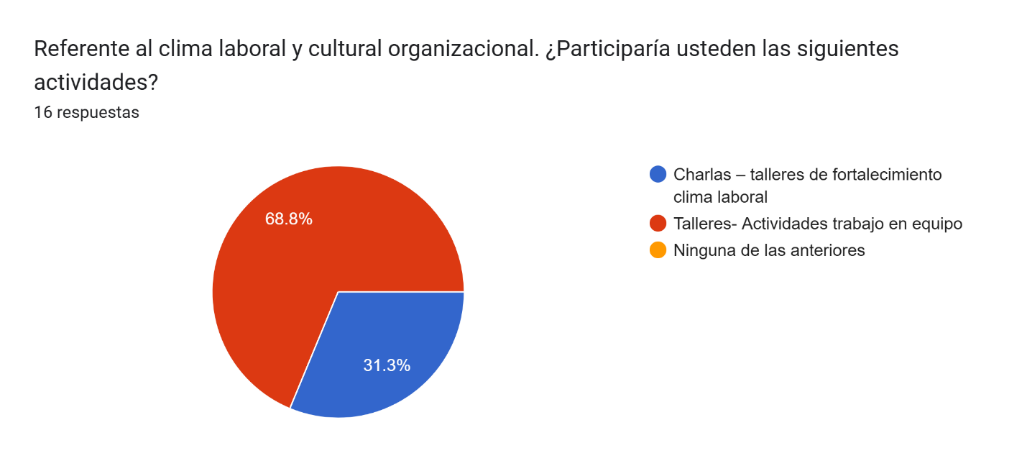 Referente al clima laboral y cultural organizacional. ¿Participaría usteden las siguientes
actividades?
16 respuestas
68.8%
31.3%
Charlas – talleres de fortalecimiento
clima laboral
Talleres- Actividades trabajo en equipo
Ninguna de las anteriores